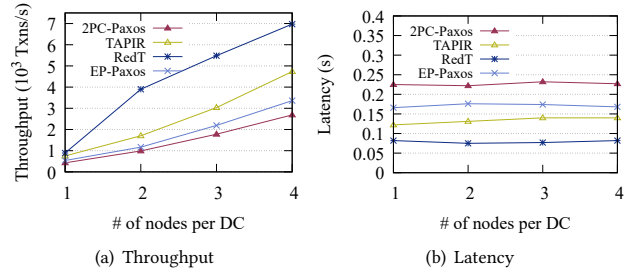 Throughput (10³ Txns/s)
8
7
6
5
4
3
2
1
0
2PC-Paxos
TAPIR
RedT
EP-Paxos
1 2 3 4
# of nodes per DC
(a) Throughput
Latency (s)
0.4
0.35
0.3
0.25
0.2
0.15
0.1
0.05
0
2PC-Paxos
TAPIR
RedT
EP-Paxos
1 2 3 4
# of nodes per DC
(b) Latency